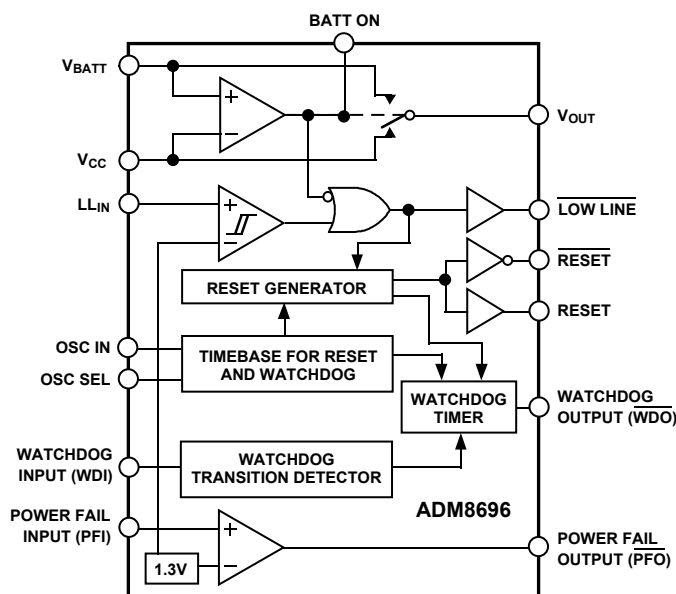 BATT ON
VBATT
VOUT
VCC
LLIN
LOW LINE
RESET
RESET GENERATOR
RESET
OSC IN
TIMEBASE FOR RESET
AND WATCHDOG
OSC SEL
WATCHDOG
TIMER
WATCHDOG
OUTPUT (WDO)
WATCHDOG
INPUT (WDI)
WATCHDOG
TRANSITION DETECTOR
ADM8696
POWER FAIL
INPUT (PFI)
1.3V
POWER FAIL
OUTPUT (PFO)